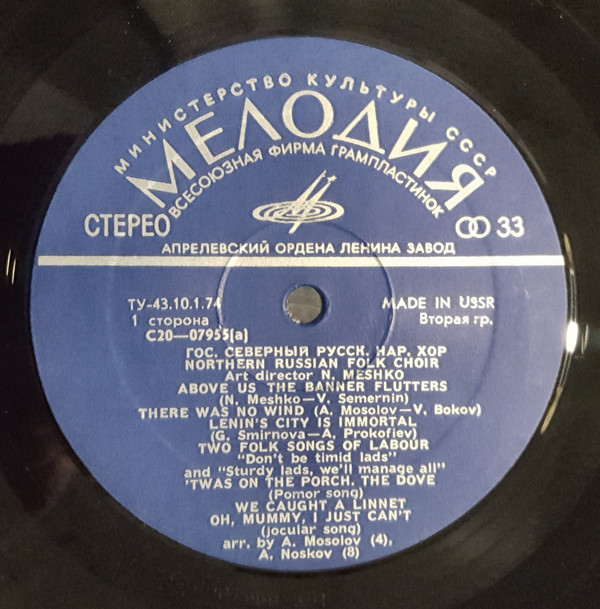 МИНИСТЕРСТВО КУЛЬТУРЫ СССР
МЕЛОДИЯ
ВСЕСОЮЗНАЯ ФИРМА ГРАМПЛАСТИНОК
СТЕРЕО
33
АПРЕЛЕВСКИЙ ОРДЕНА ЛЕНИНА ЗАВОД
ТУ-43.10.1.74 MADE IN USSR
1 сторона Вторая гр.
С20—07955(a)
ГОС. СЕВЕРНЫЙ РУССК. НАР. ХОР
NORTHERN RUSSIAN FOLK CHOIR
Art director N. MESHKO
ABOVE US THE BANNER FLUTTERS
(N. Meshko—V. Semernin)
THERE WAS NO WIND (A. Mosolov—V. Bokov)
LENIN'S CITY IS IMMORTAL
(G. Smirnova—A. Prokofiev)
TWO FOLK SONGS OF LABOUR
"Don't be timid lads"
and "Sturdy lads, we'll manage all"
'TWAS ON THE PORCH. THE DOVE
(Pomor song)
WE CAUGHT A LINNET
OH, MUMMY, I JUST CAN'T
(jocular song)
arr. by A. Mosolov (4),
A. Noskov (8)